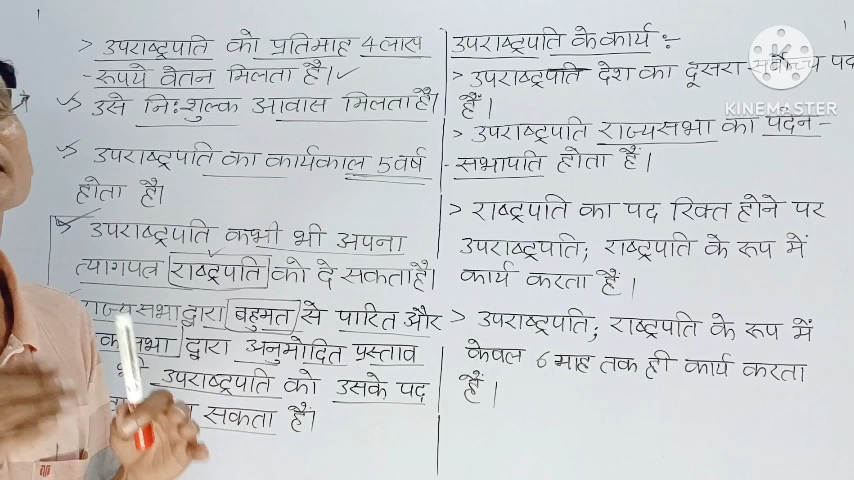 > उपराष्ट्रपति को प्रतिमाह 4 लाख
रूपये वेतन मिलता है।
उसे निःशुल्क आवास मिलता है।
उपराष्ट्रपति का कार्यकाल 5 वर्ष
होता है।
उपराष्ट्रपति कभी भी अपना
त्यागपत्र राष्ट्रपति को दे सकता है।
राज्यसभा द्वारा बहुमत से पारित और
द्वारा अनुमोदित प्रस्ताव
उपराष्ट्रपति को उसके पद
सकता हैं।
उपराष्ट्रपति के कार्य :-
> उपराष्ट्रपति देश का दूसरा सर्वोच्च पद
हैं।
> उपराष्ट्रपति राज्यसभा का पदेन -
सभापति होता हैं।
> राष्ट्रपति का पद रिक्त होने पर
उपराष्ट्रपति; राष्ट्रपति के रूप में
कार्य करता हैं।
> उपराष्ट्रपति; राष्ट्रपति के रूप में
केवल 6 माह तक ही कार्य करता
हैं।
KINEMASTER